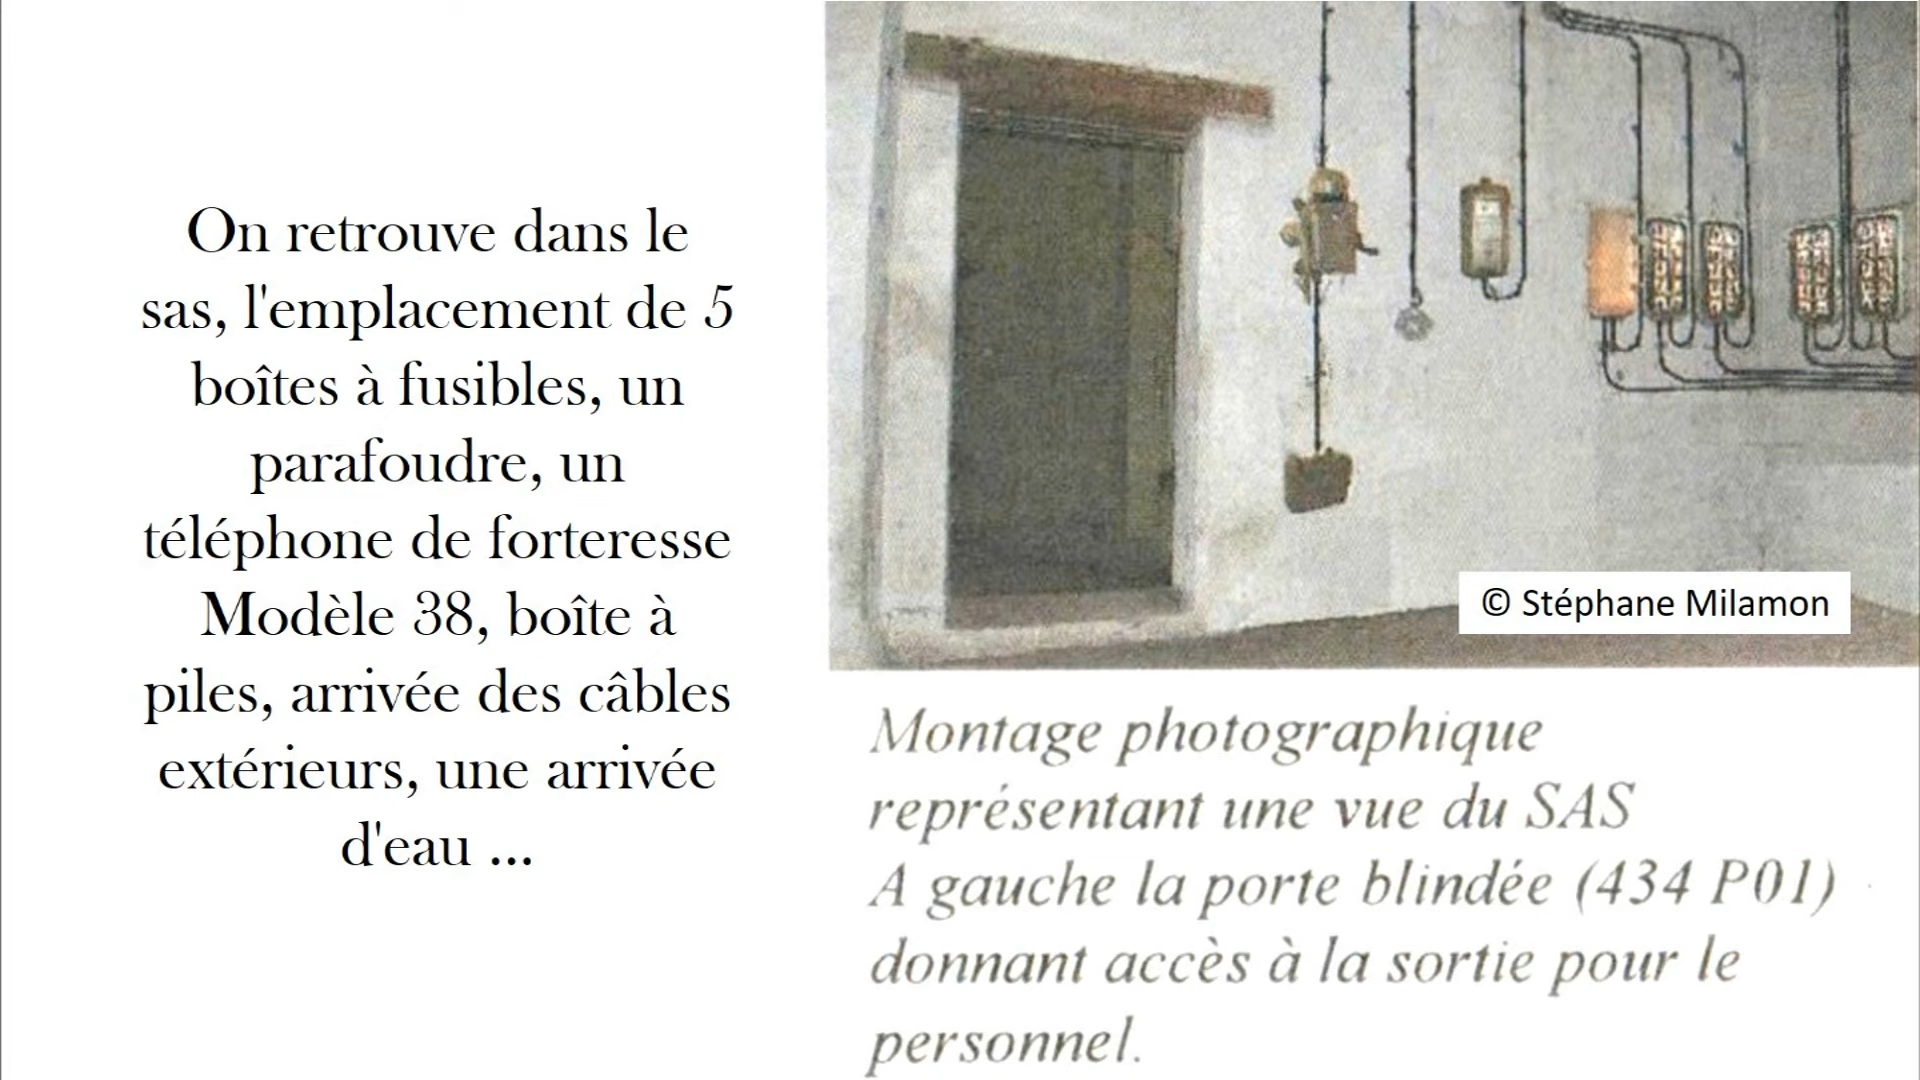 On retrouve dans le
sas, l'emplacement de 5
boîtes à fusibles, un
parafoudre, un
téléphone de forteresse
Modèle 38, boîte à
piles, arrivée des câbles
extérieurs, une arrivée
d'eau ...
© Stéphane Milamon
Montage photographique
représentant une vue du SAS
A gauche la porte blindée (434 P01)
donnant accès à la sortie pour le
personnel.